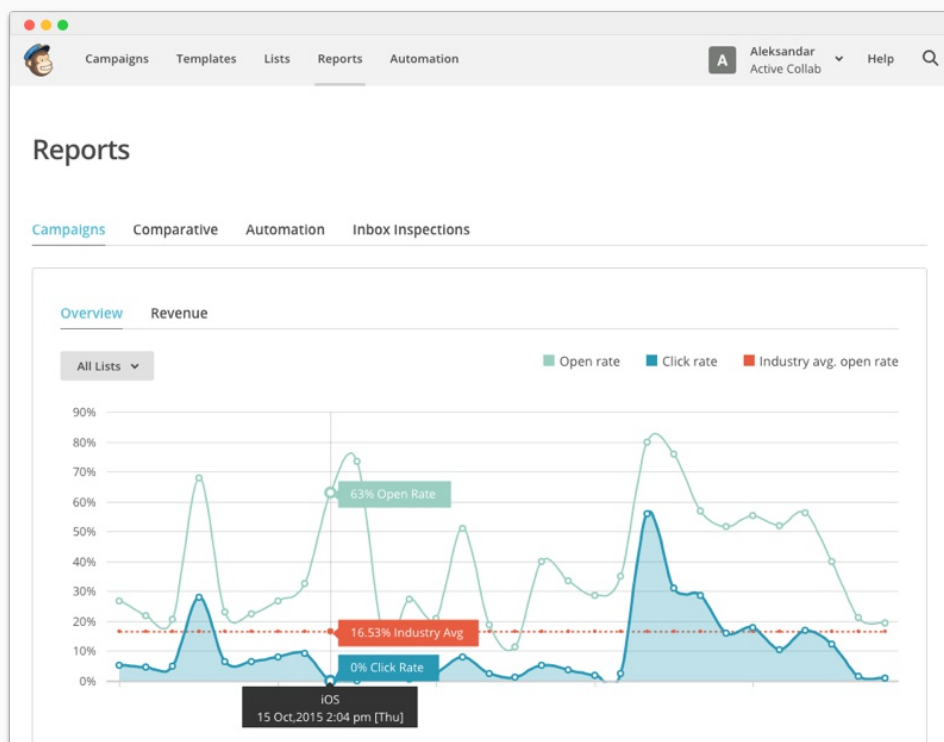 Campaigns Templates Lists Reports Automation
A
Aleksandar
Active Collab
Help
Reports
Campaigns Comparative Automation Inbox Inspections
Overview Revenue
All Lists
Open rate Click rate Industry avg. open rate
90%
80%
70%
63% Open Rate
60%
50%
40%
30%
20%
16.53% Industry Avg
10%
0% Click Rate
0%
iOS
15 Oct,2015 2:04 pm [Thu]